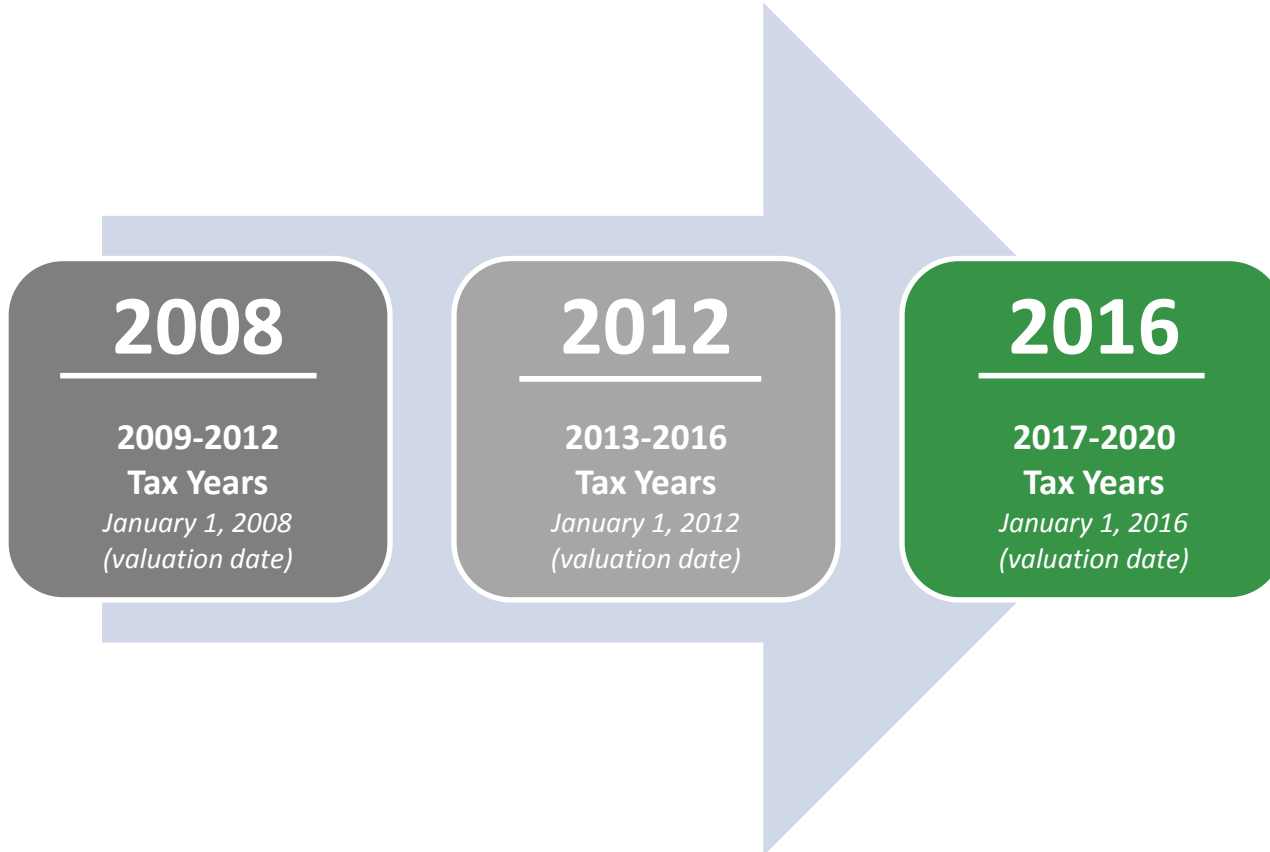 2008
2009-2012
Tax Years
January 1, 2008
(valuation date)
2012
2013-2016
Tax Years
January 1, 2012
(valuation date)
2016
2017-2020
Tax Years
January 1, 2016
(valuation date)